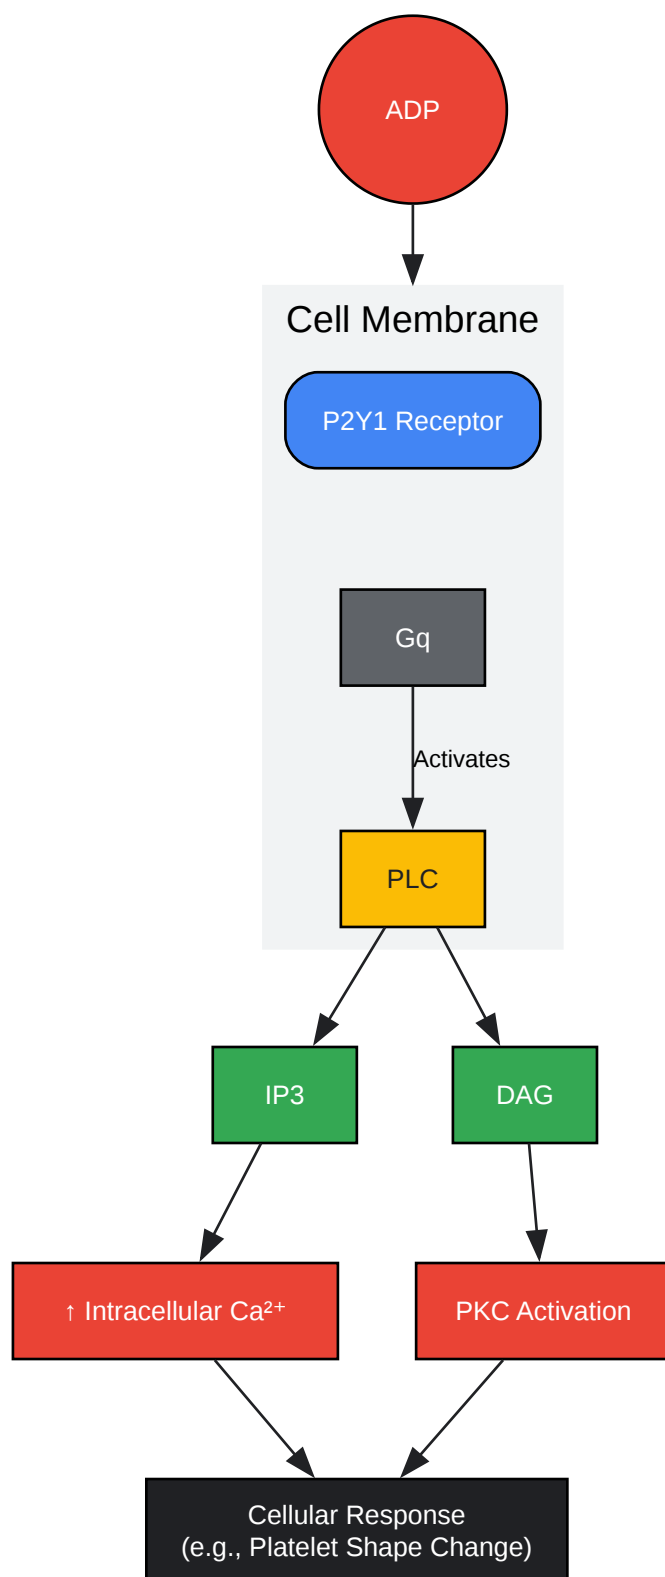 ADP
Cell Membrane
P2Y1 Receptor
Gq
Activates
PLC
IP3
DAG
↑ Intracellular Ca²⁺
PKC Activation
Cellular Response
(e.g., Platelet Shape Change)